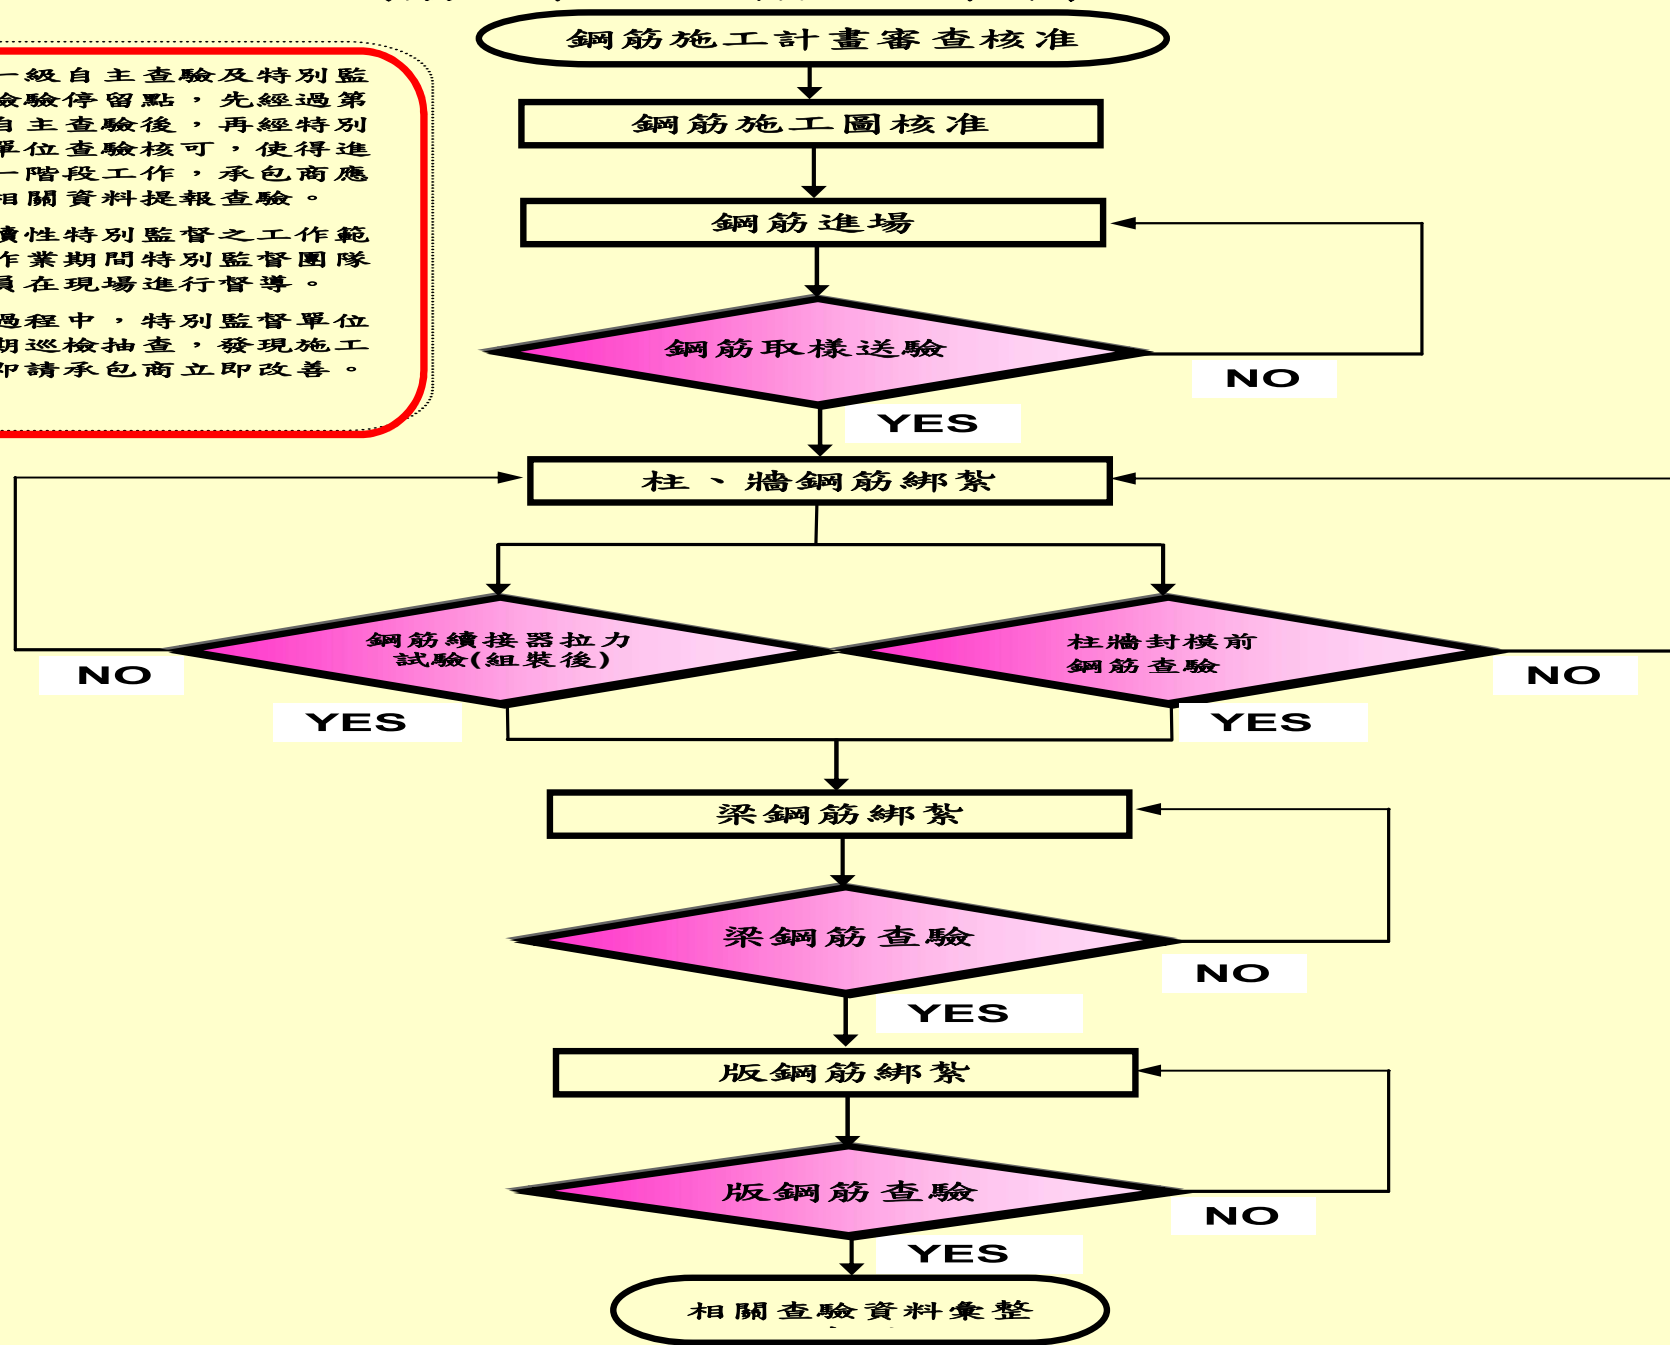 鋼筋施工計畫審查核准
一級自主查驗及特別監
驗停留點，先經過第
自主查驗後，再經特別
單位查驗核可，使得進
一階段工作，承包商應
相關資料提報查驗。
性特別監督之工作範
作業期間特別監督團隊
員在現場進行督導。
過程中，特別監督單位
期巡檢抽查，發現施工
即請承包商立即改善。
鋼筋施工圖核准
鋼筋進場
鋼筋取樣送驗
NO
YES
柱、牆鋼筋綁紮
鋼筋續接器拉力
試驗(組裝後)
柱牆封模前
鋼筋查驗
NO
NO
YES
YES
梁鋼筋綁紮
梁鋼筋查驗
NO
YES
版鋼筋綁紮
版鋼筋查驗
NO
YES
相關查驗資料彙整